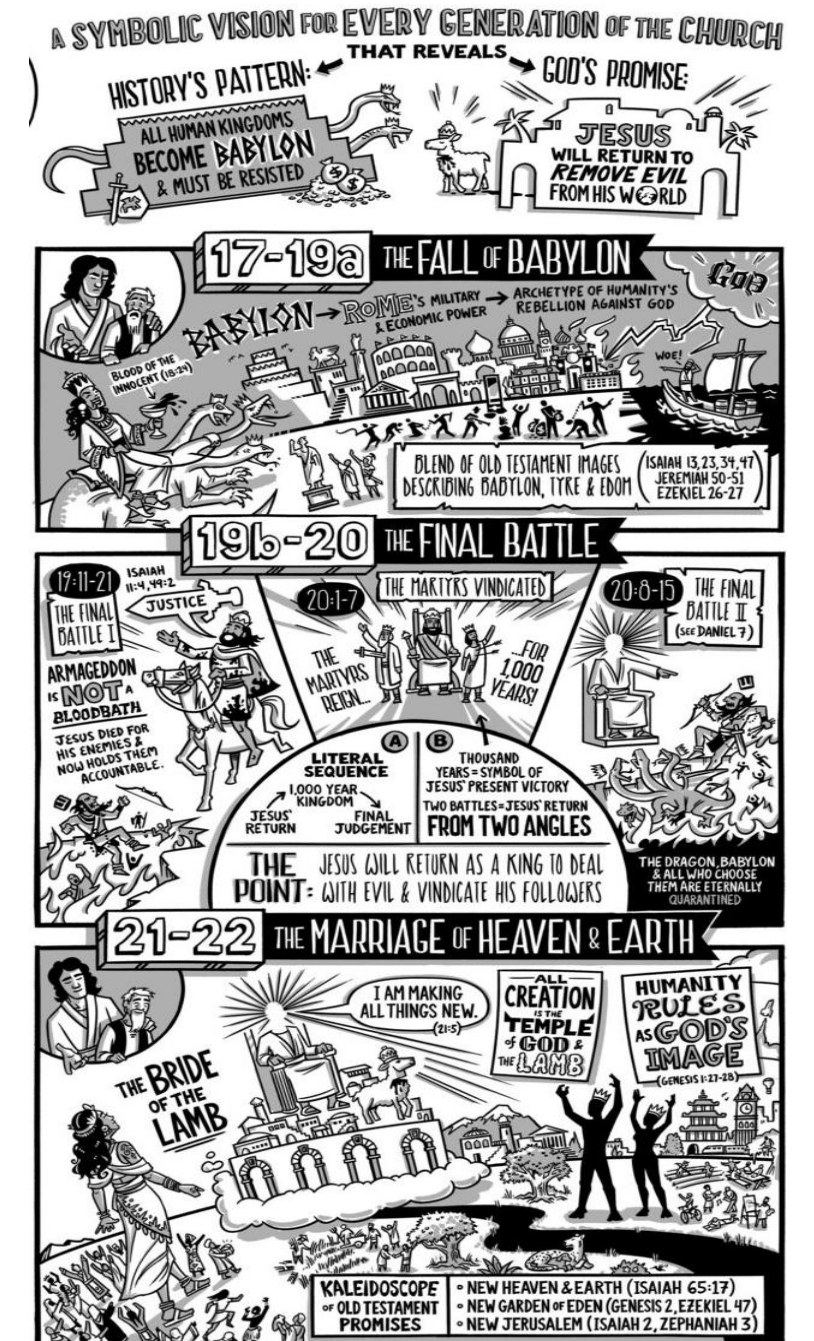 A SYMBOLIC VISION FOR EVERY GENERATION OF THE CHURCH
THAT REVEALS
HISTORY'S PATTERN:
ALL HUMAN KINGDOMS
BECOME BABYLON
& MUST BE RESISTED
$ $
GOD'S PROMISE:
JESUS
WILL RETURN TO
REMOVE EVIL
FROM HIS WORLD
17-19a THE FALL OF BABYLON
BABYLON → ROME'S MILITARY
& ECONOMIC POWER
→ ARCHETYPE OF HUMANITY'S
REBELLION AGAINST GOD
GOD
BLOOD OF THE
INNOCENT (18:24)
WOE!
BLEND OF OLD TESTAMENT IMAGES
DESCRIBING BABYLON, TYRE & EDOM
(ISAIAH 13,23,34,47
JEREMIAH 50-51
EZEKIEL 26-27)
19b-20 THE FINAL BATTLE
19:11-21
THE FINAL
BATTLE I
ISAIAH
11:4, 49:2
JUSTICE
ARMAGEDDON
IS NOT A
BLOODBATH
JESUS DIED FOR
HIS ENEMIES &
NOW HOLDS THEM
ACCOUNTABLE.
20:1-7
THE MARTYRS VINDICATED
THE
MARTYRS
REIGN...
...FOR
1,000
YEARS!
A
LITERAL
SEQUENCE
1,000 YEAR
KINGDOM
JESUS'
RETURN
FINAL
JUDGEMENT
B
THOUSAND
YEARS=SYMBOL OF
JESUS' PRESENT VICTORY
TWO BATTLES=JESUS' RETURN
FROM TWO ANGLES
THE
POINT:
JESUS WILL RETURN AS A KING TO DEAL
WITH EVIL & VINDICATE HIS FOLLOWERS
20:8-15
THE FINAL
BATTLE II
(SEE DANIEL 7)
THE DRAGON, BABYLON
& ALL WHO CHOOSE
THEM ARE ETERNALLY
QUARANTINED
21-22 THE MARRIAGE OF HEAVEN & EARTH
THE BRIDE
OF THE
LAMB
I AM MAKING
ALL THINGS NEW.
(21:5)
ALL
CREATION
IS THE
TEMPLE
OF GOD &
THE LAMB
HUMANITY
RULES
AS GOD'S
IMAGE
(GENESIS 1:27-28)
KALEIDOSCOPE
OF OLD TESTAMENT
PROMISES
◦ NEW HEAVEN & EARTH (ISAIAH 65:17)
◦ NEW GARDEN OF EDEN (GENESIS 2, EZEKIEL 47)
◦ NEW JERUSALEM (ISAIAH 2, ZEPHANIAH 3)